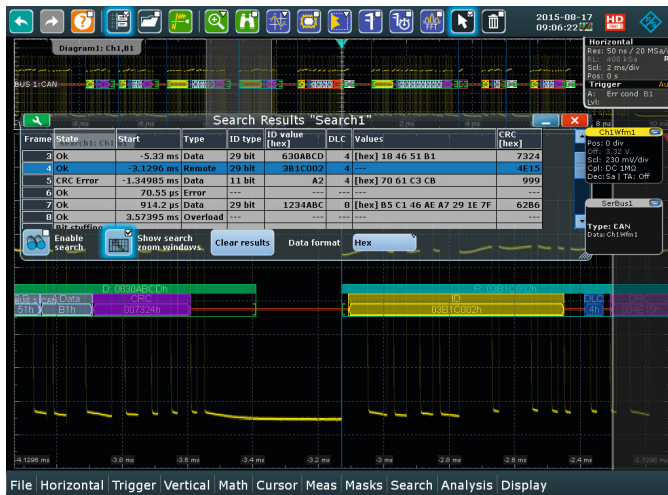 2015-08-17
09:06:22
HD
Diagram1: Ch1,B1
Horizontal
Res: 50 ns / 20 MSa/s
RL: 400 kSa
Scl: 2 ms/div
Pos: 0 s
Trigger Au
A: Err cond B1
Lvl:
BUS 1:CAN
Search Results "Search1"
Frame State Start Type ID type ID value [hex] DLC Values CRC [hex]
3 Ok -5.33 ms Data 29 bit 630ABCD 4 [hex] 18 46 51 B1 7324
4 Ok -3.1296 ms Remote 29 bit 3B1C002 4 --- 4E15
5 CRC Error -1.34985 ms Data 11 bit A2 4 [hex] 70 61 C3 CB 999
6 Ok 70.55 µs Error --- --- --- --- ---
7 Ok 914.2 µs Data 29 bit 1234ABC 8 [hex] B5 C1 46 AE A7 29 1E 7F 62B6
8 Ok 3.57395 ms Overload --- --- --- --- ---
Bit stuffing
Enable search
Show search zoom windows
Clear results
Data format
Hex
Ch1Wfm1
Pos: 0 div
Off: 3.32 V
Scl: 230 mV/div
Cpl: DC 1MΩ
Dec: Sa | TA: Off
SerBus1
Type: CAN
Data: Ch1Wfm1
D: 0630ABCDh
R: 03B1C002h
Data CRC ID DLC CRC
51h B1h 007324h 03B1C002h 4h 004E15h
-4.1296 ms -3.8 ms -3.6 ms -3.4 ms -3.2 ms -3 ms -2.8 ms -2.6 ms -2.4 ms -2.1296 ms
File Horizontal Trigger Vertical Math Cursor Meas Masks Search Analysis Display